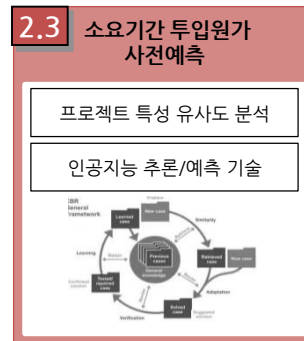 2.3
소요기간 투입원가
사전예측
프로젝트 특성 유사도 분석
인공지능 추론/예측 기술
CBR
General
Framework
Problem
New case
Learned
case
Similarity
Previous
cases
General
knowledge
Learning
Retrieved
case
New case
Tested/
repaired
case
Adaptation
Solved
case
Verification